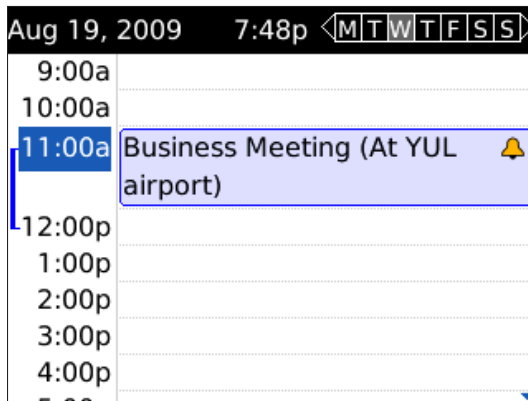 Aug 19, 2009 7:48p M T W T F S S
9:00a
10:00a
11:00a Business Meeting (At YUL
airport)
12:00p
1:00p
2:00p
3:00p
4:00p